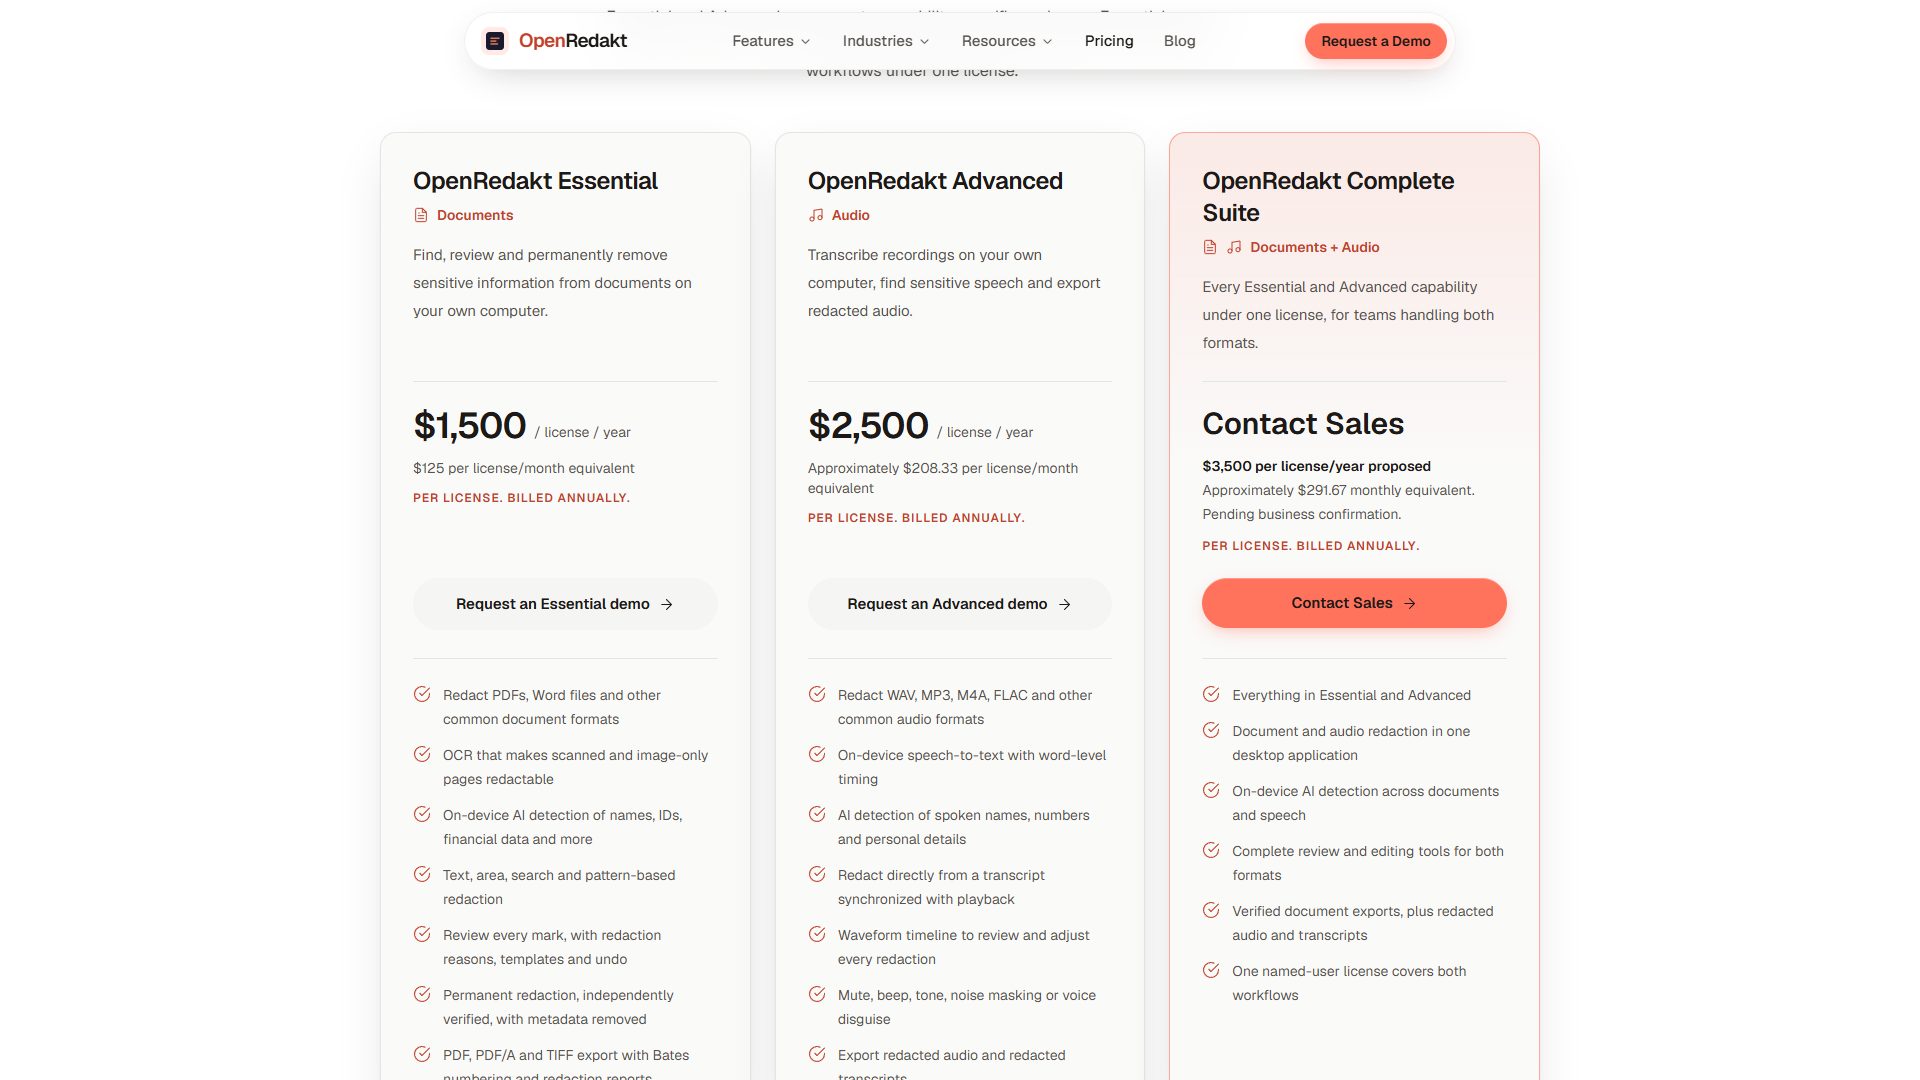 OpenRedakt
Features
Industries
Resources
Pricing
Blog
Request a Demo
workflows under one license.
OpenRedakt Essential
Documents
Find, review and permanently remove
sensitive information from documents on
your own computer.
$1,500 / license / year
$125 per license/month equivalent
PER LICENSE. BILLED ANNUALLY.
Request an Essential demo →
Redact PDFs, Word files and other
common document formats
OCR that makes scanned and image-only
pages redactable
On-device AI detection of names, IDs,
financial data and more
Text, area, search and pattern-based
redaction
Review every mark, with redaction
reasons, templates and undo
Permanent redaction, independently
verified, with metadata removed
PDF, PDF/A and TIFF export with Bates
numbering and redaction reports
OpenRedakt Advanced
Audio
Transcribe recordings on your own
computer, find sensitive speech and export
redacted audio.
$2,500 / license / year
Approximately $208.33 per license/month
equivalent
PER LICENSE. BILLED ANNUALLY.
Request an Advanced demo →
Redact WAV, MP3, M4A, FLAC and other
common audio formats
On-device speech-to-text with word-level
timing
AI detection of spoken names, numbers
and personal details
Redact directly from a transcript
synchronized with playback
Waveform timeline to review and adjust
every redaction
Mute, beep, tone, noise masking or voice
disguise
Export redacted audio and redacted
transcripts
OpenRedakt Complete
Suite
Documents + Audio
Every Essential and Advanced capability
under one license, for teams handling both
formats.
Contact Sales
$3,500 per license/year proposed
Approximately $291.67 monthly equivalent.
Pending business confirmation.
PER LICENSE. BILLED ANNUALLY.
Contact Sales →
Everything in Essential and Advanced
Document and audio redaction in one
desktop application
On-device AI detection across documents
and speech
Complete review and editing tools for both
formats
Verified document exports, plus redacted
audio and transcripts
One named-user license covers both
workflows